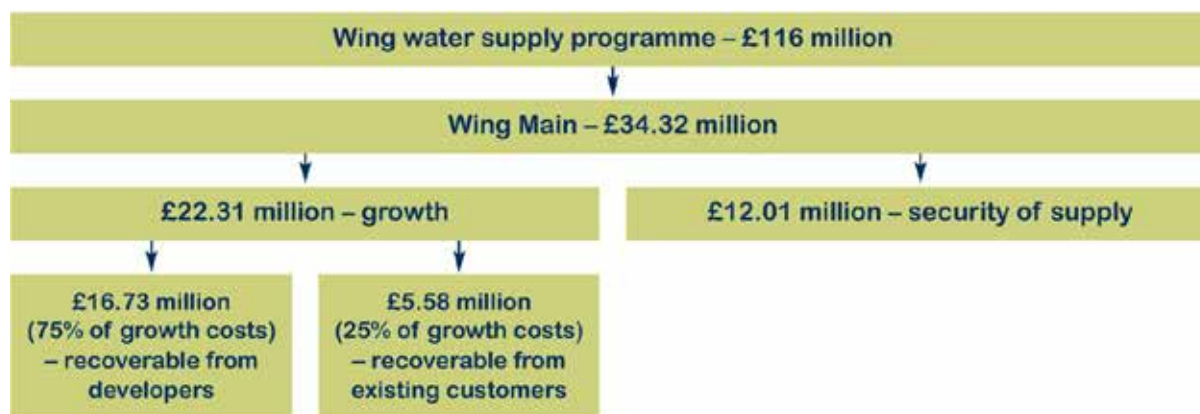 Wing water supply programme – £116 million
Wing Main – £34.32 million
£22.31 million – growth
£12.01 million – security of supply
£16.73 million
(75% of growth costs)
– recoverable from
developers
£5.58 million
(25% of growth costs)
– recoverable from
existing customers